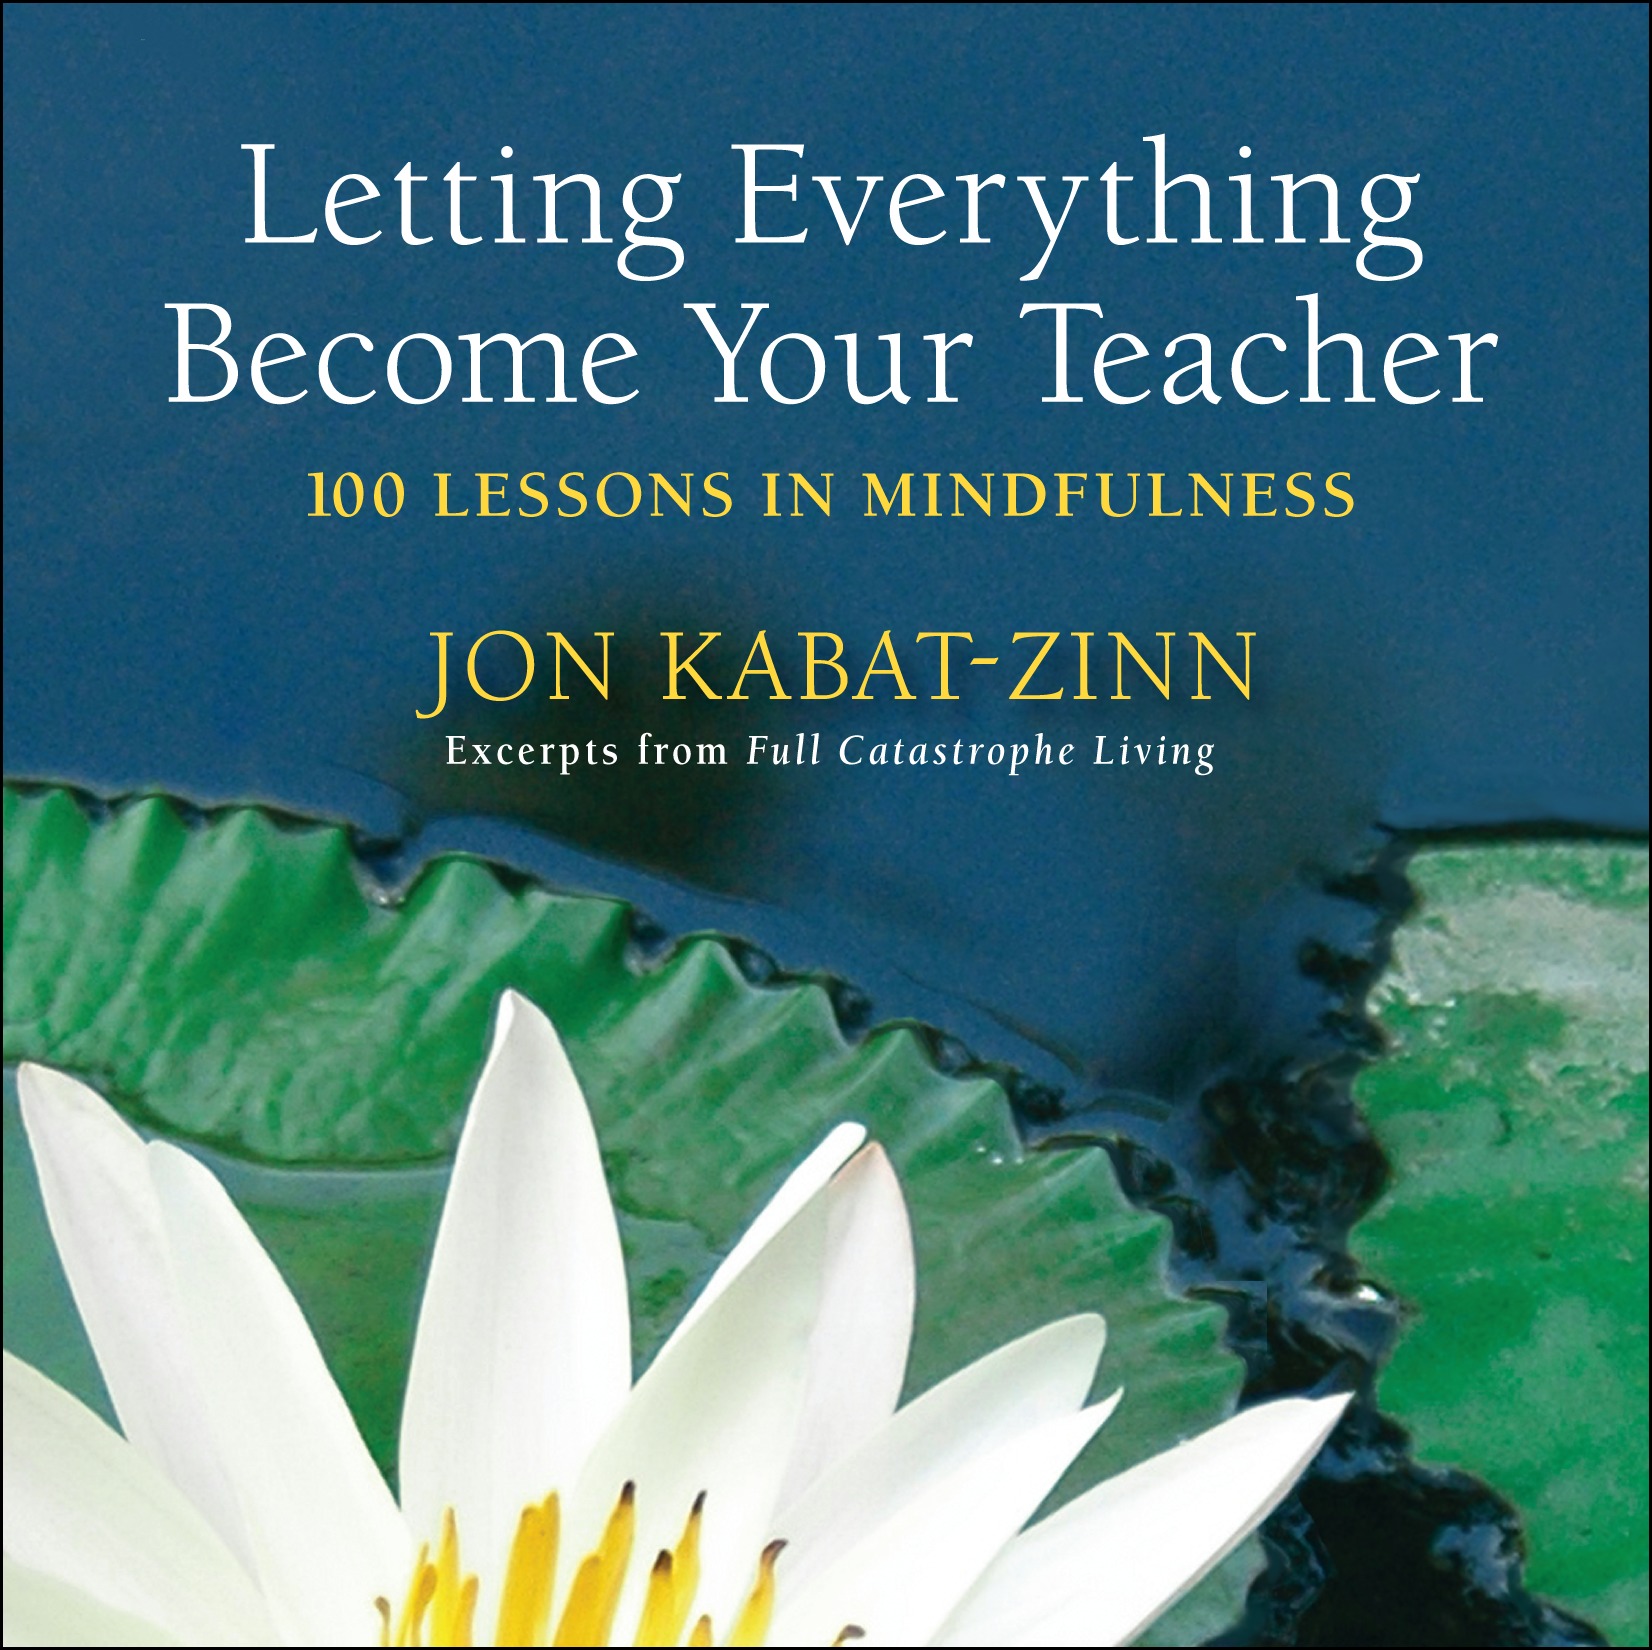 Letting Everything
Become Your Teacher
100 LESSONS IN MINDFULNESS
JON KABAT-ZINN
Excerpts from Full Catastrophe Living